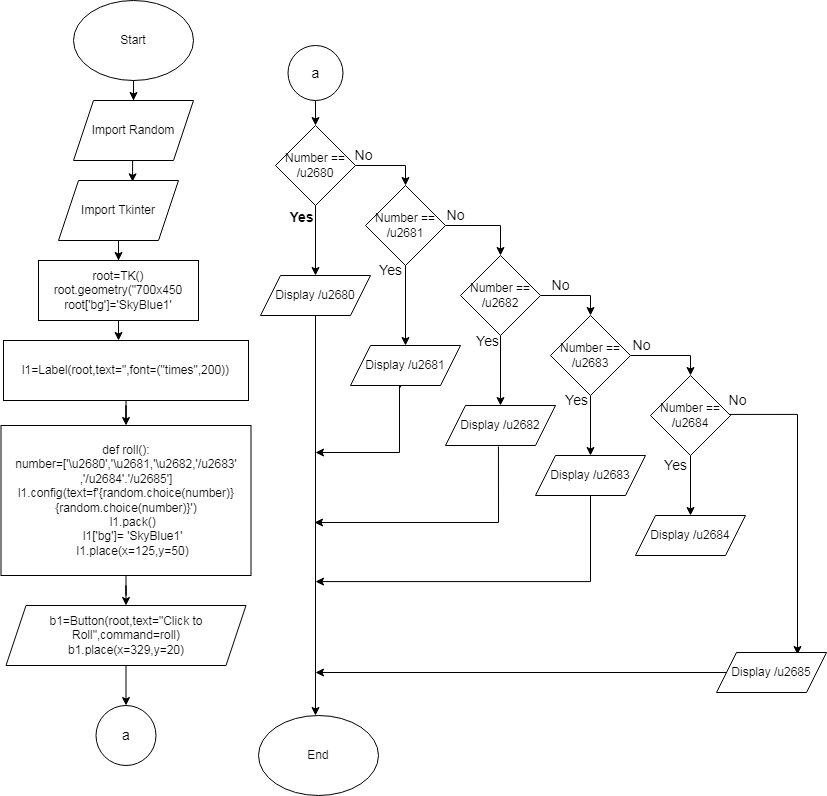 Start
Import Random
Import Tkinter
root=TK()
root.geometry("700x450
root['bg']='SkyBlue1'
l1=Label(root,text='',font=("times",200))
def roll():
number=['\u2680','\u2681,'\u2682,'/u2683'
,'/u2684'.'/u2685']
l1.config(text=f'{random.choice(number)}
{random.choice(number)}')
l1.pack()
l1['bg']= 'SkyBlue1'
l1.place(x=125,y=50)
b1=Button(root,text="Click to
Roll",command=roll)
b1.place(x=329,y=20)
a
a
Number ==
/u2680
No
Yes
Display /u2680
Number ==
/u2681
No
Yes
Display /u2681
Number ==
/u2682
No
Yes
Display /u2682
Number ==
/u2683
No
Yes
Display /u2683
Number ==
/u2684
No
Yes
Display /u2684
Display /u2685
End